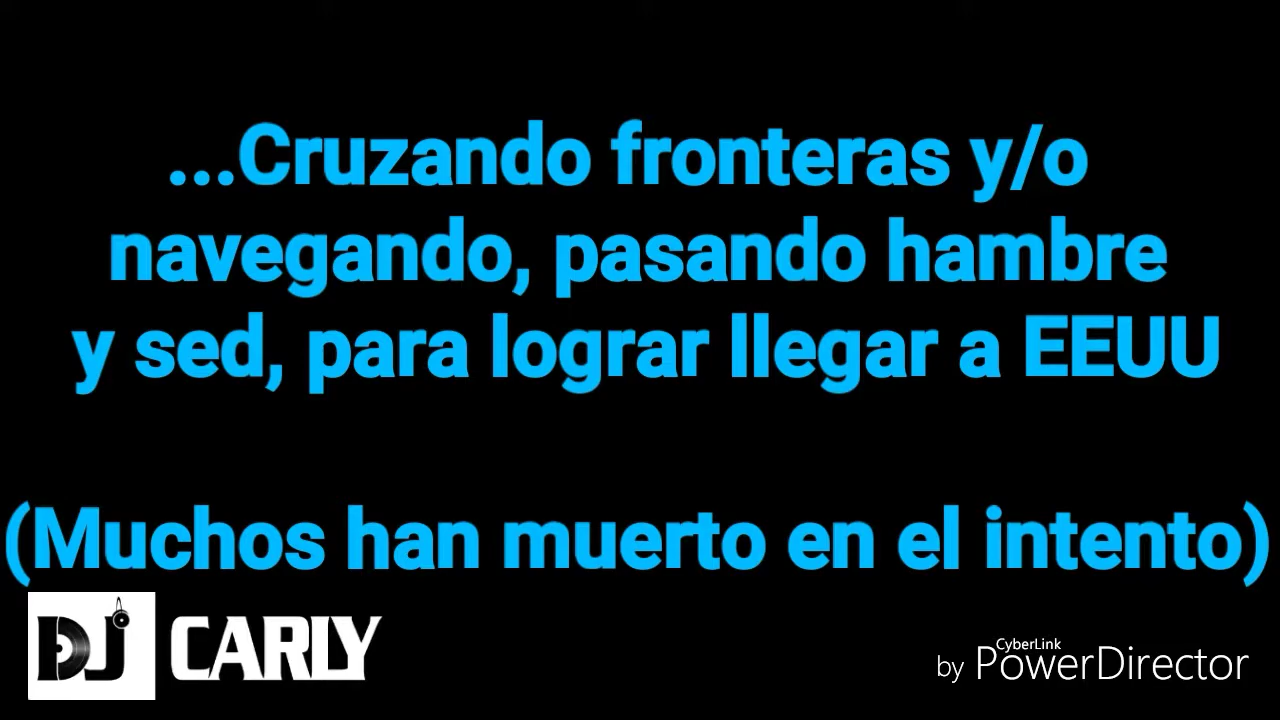 ...Cruzando fronteras y/o
navegando, pasando hambre
y sed, para lograr llegar a EEUU
(Muchos han muerto en el intento)
DJ CARLY
CyberLink
by PowerDirector